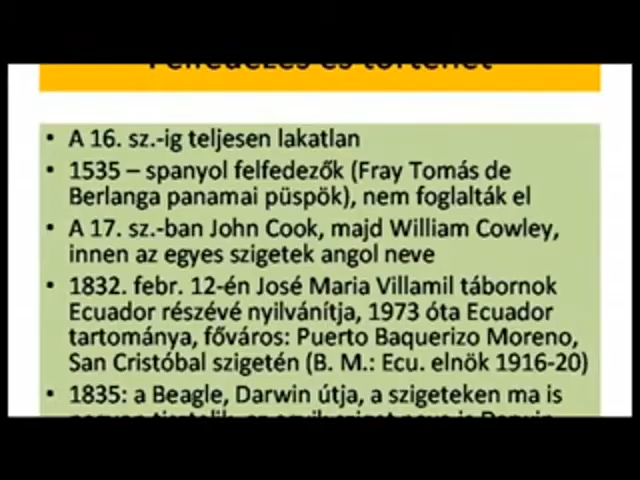 Felfedezés és történet
• A 16. sz.-ig teljesen lakatlan
• 1535 – spanyol felfedezők (Fray Tomás de
Berlanga panamai püspök), nem foglalták el
• A 17. sz.-ban John Cook, majd William Cowley,
innen az egyes szigetek angol neve
• 1832. febr. 12-én José Maria Villamil tábornok
Ecuador részévé nyilvánítja, 1973 óta Ecuador
tartománya, főváros: Puerto Baquerizo Moreno,
San Cristóbal szigetén (B. M.: Ecu. elnök 1916-20)
• 1835: a Beagle, Darwin útja, a szigeteken ma is